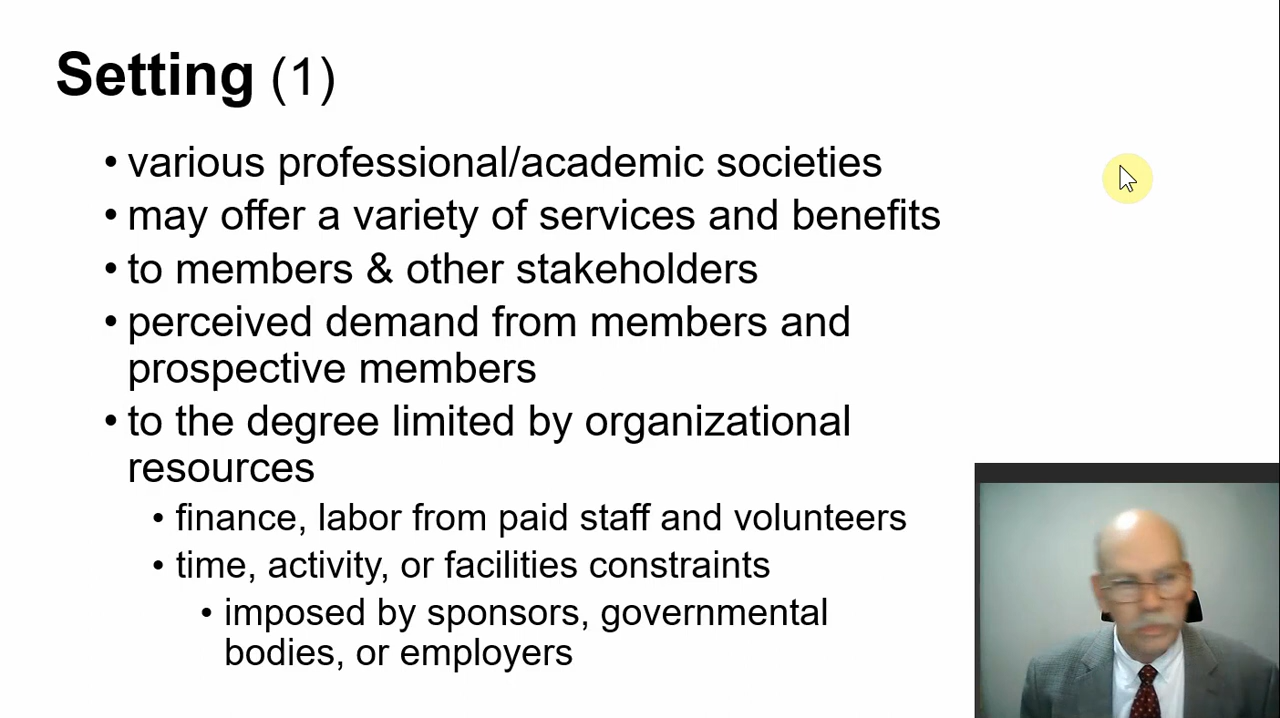 Setting (1)
• various professional/academic societies
• may offer a variety of services and benefits
• to members & other stakeholders
• perceived demand from members and
prospective members
• to the degree limited by organizational
resources
• finance, labor from paid staff and volunteers
• time, activity, or facilities constraints
• imposed by sponsors, governmental
bodies, or employers